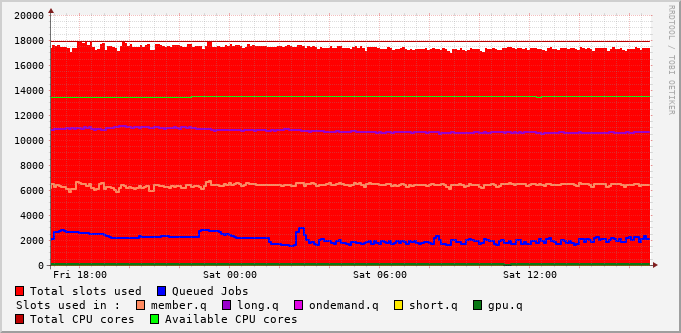 RRDTOOL / TOBI OETIKER
20000
18000
16000
14000
12000
10000
8000
6000
4000
2000
0
Fri 18:00 Sat 00:00 Sat 06:00 Sat 12:00
Total slots used Queued Jobs
Slots used in : member.q long.q ondemand.q short.q gpu.q
Total CPU cores Available CPU cores